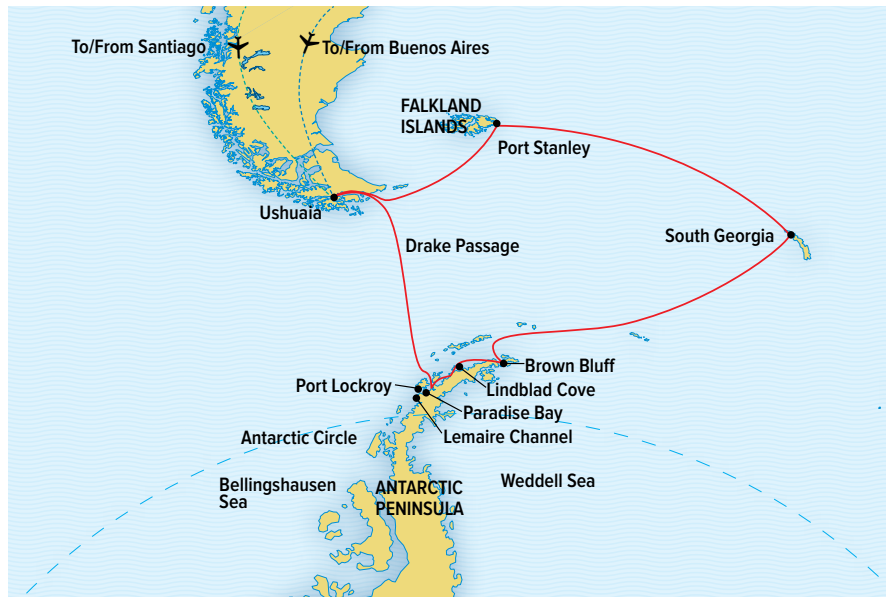 To/From Santiago
To/From Buenos Aires
FALKLAND
ISLANDS
Port Stanley
Ushuaia
South Georgia
Drake Passage
Brown Bluff
Port Lockroy
Lindblad Cove
Paradise Bay
Lemaire Channel
Antarctic Circle
Bellingshausen
Sea
ANTARCTIC
PENINSULA
Weddell Sea